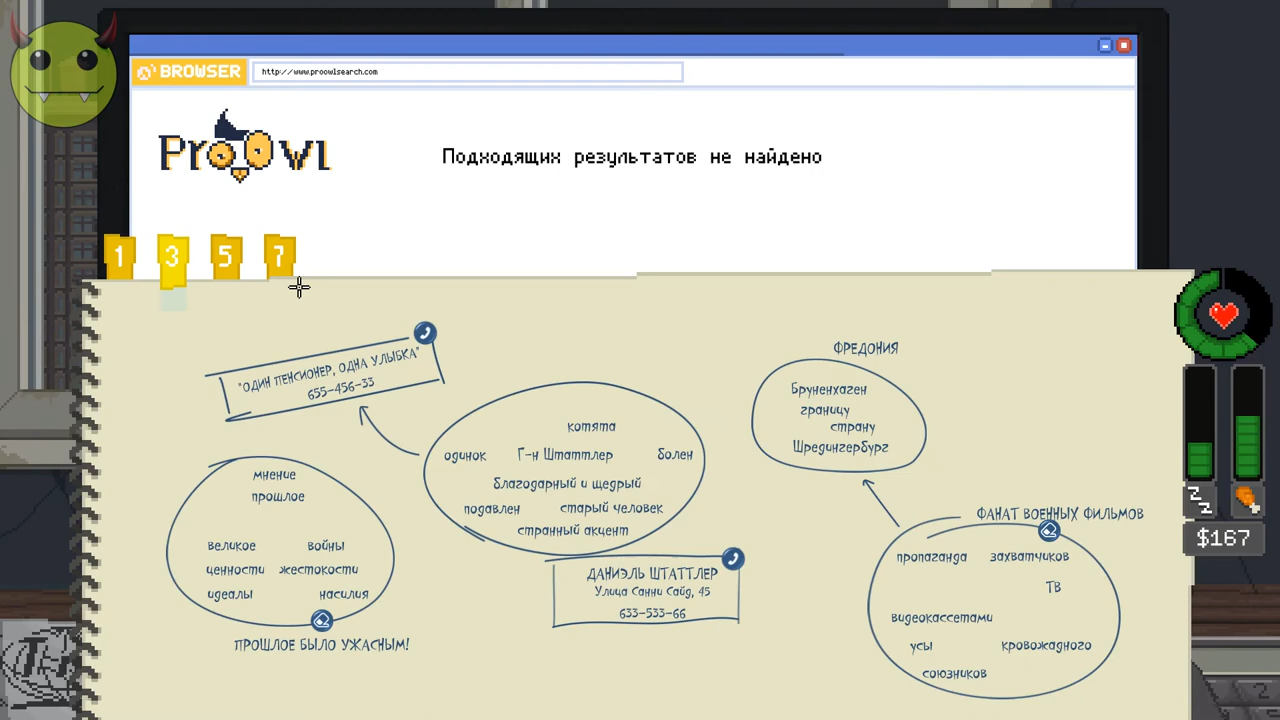 BROWSER
http://www.proowlsearch.com
PrOOwl
Подходящих результатов не найдено
1 3 5 7
"ОДИН ПЕНСИОНЕР, ОДНА УЛЫБКА"
655-456-33
ФРЕДОНИЯ
Бруненхаген
границу
страну
Шредингербург
котята
одинок Г-н Штаттлер болен
благодарный и щедрый
подавлен старый человек
странный акцент
мнение
прошлое
великое войны
ценности жестокости
идеалы насилия
ПРОШЛОЕ БЫЛО УЖАСНЫМ!
ДАНИЭЛЬ ШТАТТЛЕР
Улица Санни Сайд, 45
633-533-66
ФАНАТ ВОЕННЫХ ФИЛЬМОВ
пропаганда захватчиков
ТВ
видеокассетами
усы кровожадного
союзников
z z z
$167